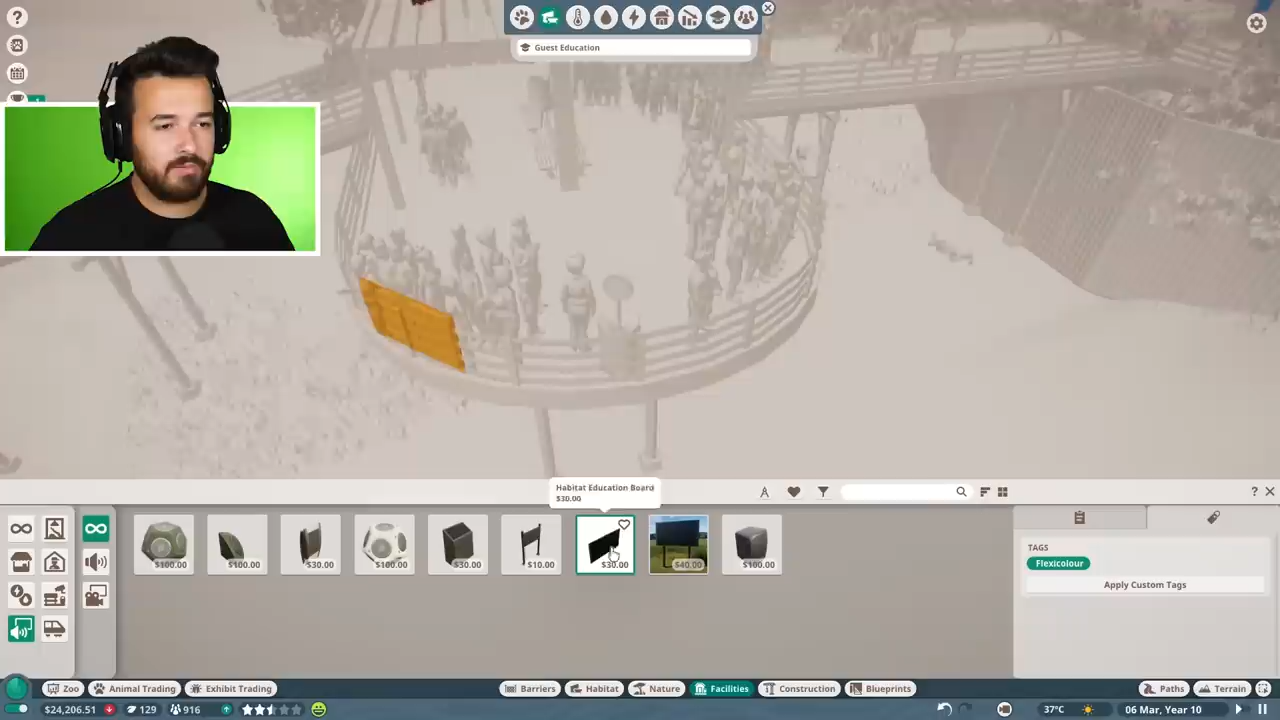 Guest Education
Habitat Education Board
$30.00
$100.00
$100.00
$30.00
$100.00
$30.00
$10.00
$30.00
$40.00
$100.00
TAGS
Flexicolour
Apply Custom Tags
Zoo
Animal Trading
Exhibit Trading
Barriers
Habitat
Nature
Facilities
Construction
Blueprints
Paths
Terrain
$24,206.51
129
916
37°C
06 Mar, Year 10